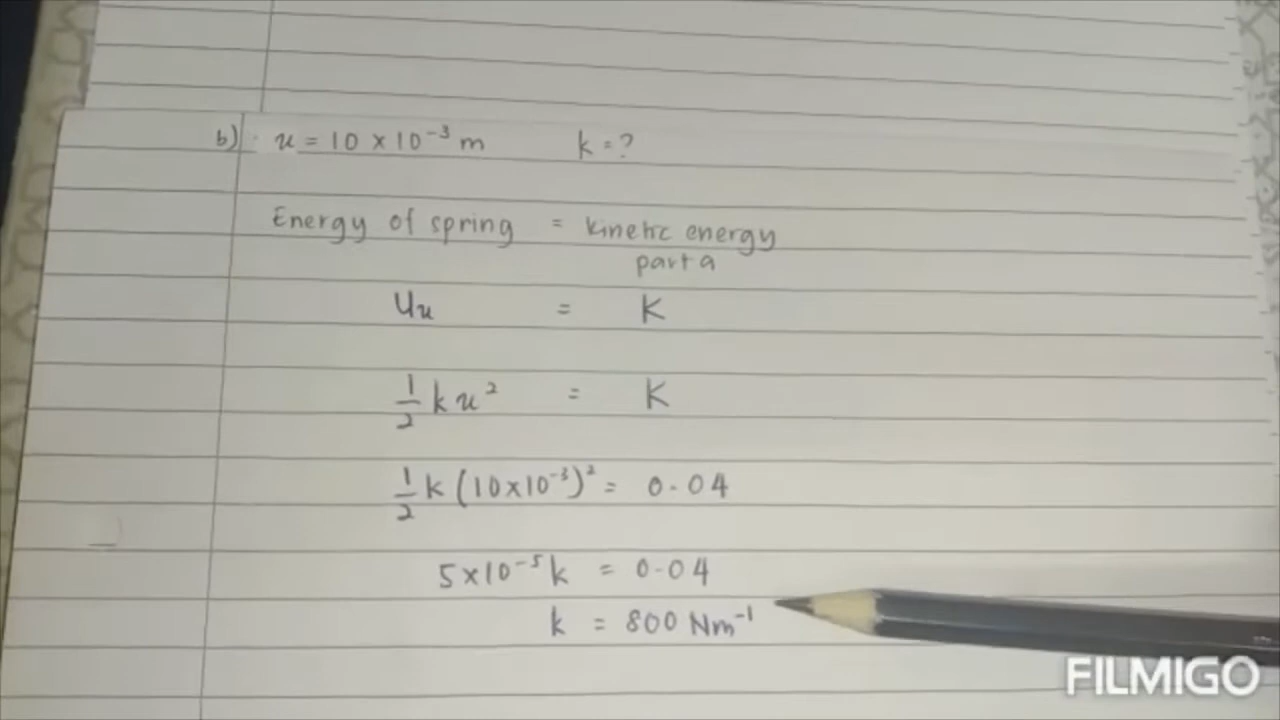 b) x = 10 × 10⁻³ m k = ?
Energy of spring = kinetic energy
part a
Ux = K
1/2 k x² = K
1/2 k (10×10⁻³)² = 0.04
5×10⁻⁵ k = 0.04
k = 800 Nm⁻¹
FILMIGO